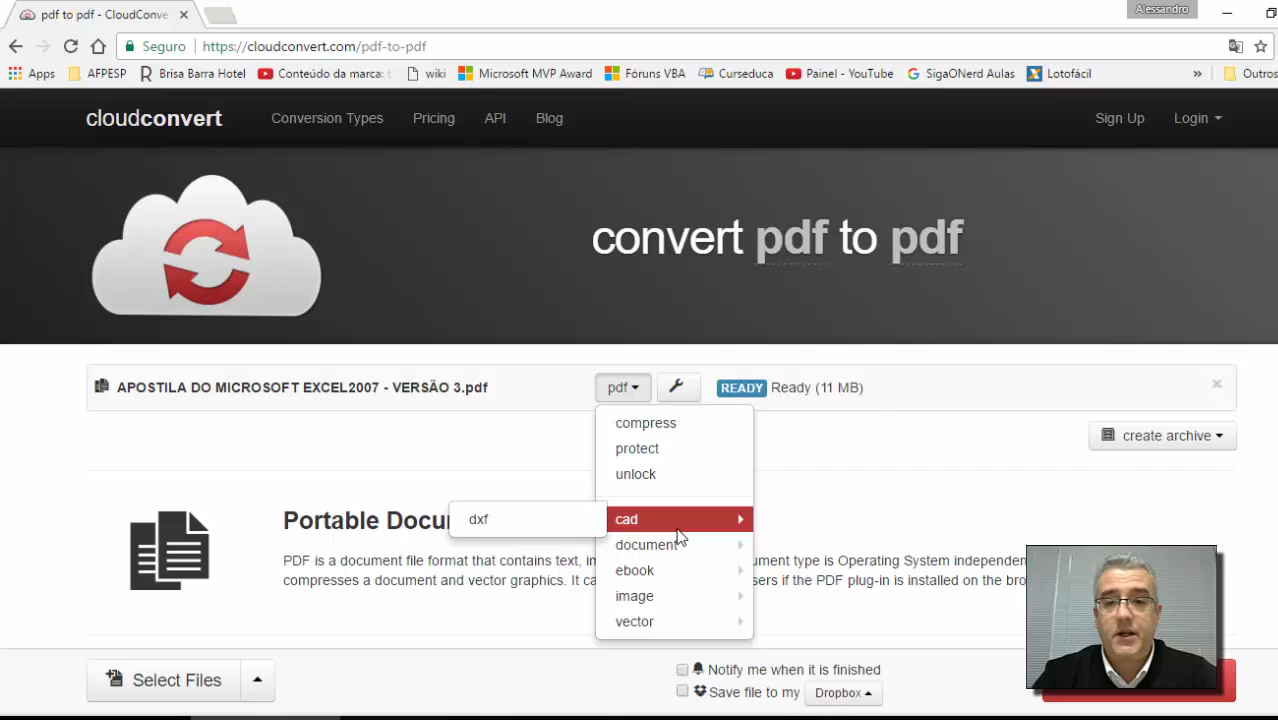 pdf to pdf - CloudConve
Alessandro
Seguro https://cloudconvert.com/pdf-to-pdf
Apps AFPESP Brisa Barra Hotel Conteúdo da marca: wiki Microsoft MVP Award Fóruns VBA Curseduca Painel - YouTube SigaONerd Aulas Lotofácil » Outros
cloudconvert Conversion Types Pricing API Blog Sign Up Login
convert pdf to pdf
APOSTILA DO MICROSOFT EXCEL2007 - VERSÃO 3.pdf pdf READY Ready (11 MB) ×
compress
create archive
protect
unlock
Portable Docu
dxf
cad
document
PDF is a document file format that contains text, im ument type is Operating System independen
ebook
compresses a document and vector graphics. It ca sers if the PDF plug-in is installed on the bro
image
vector
Select Files
Notify me when it is finished
Save file to my Dropbox